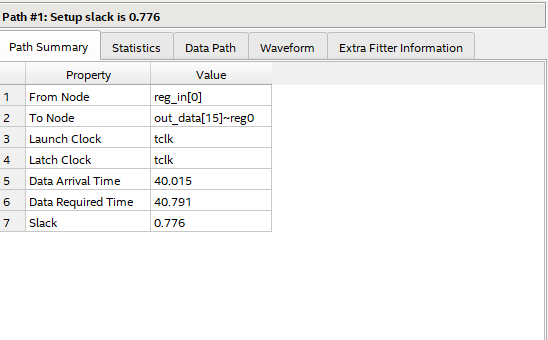 Path #1: Setup slack is 0.776
Path Summary Statistics Data Path Waveform Extra Fitter Information
Property Value
1 From Node reg_in[0]
2 To Node out_data[15]~reg0
3 Launch Clock tclk
4 Latch Clock tclk
5 Data Arrival Time 40.015
6 Data Required Time 40.791
7 Slack 0.776